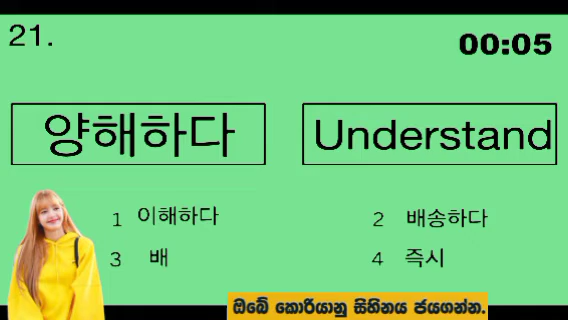 21.
00:05
양해하다
Understand
1 이해하다
2 배송하다
3 배
4 즉시
ඔබේ කොරියානු සිහිනය ජයගන්න.